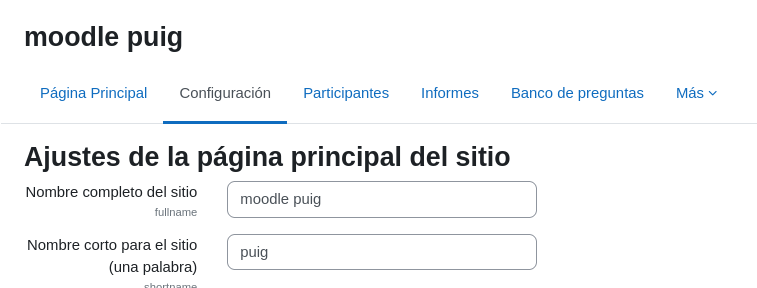 moodle puig
Página Principal Configuración Participantes Informes Banco de preguntas Más
Ajustes de la página principal del sitio
Nombre completo del sitio moodle puig
fullname
Nombre corto para el sitio puig
(una palabra)
shortname